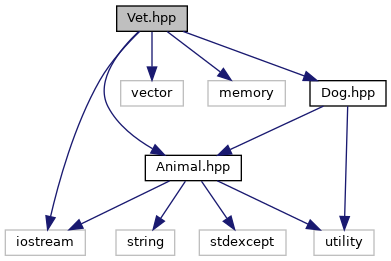 Vet.hpp
vector
memory
Dog.hpp
Animal.hpp
iostream
string
stdexcept
utility